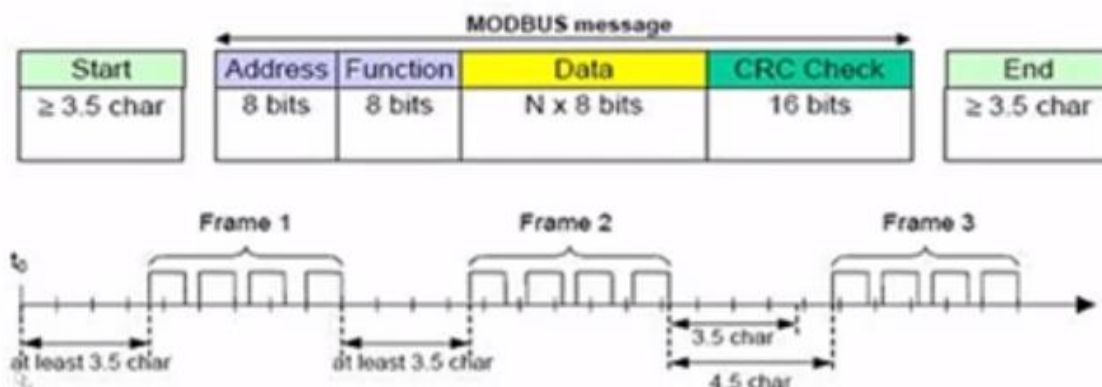 MODBUS message
Start Address Function Data CRC Check End
≥ 3.5 char 8 bits 8 bits N x 8 bits 16 bits ≥ 3.5 char
Frame 1 Frame 2 Frame 3
t0
at least 3.5 char at least 3.5 char 3.5 char
4.5 char